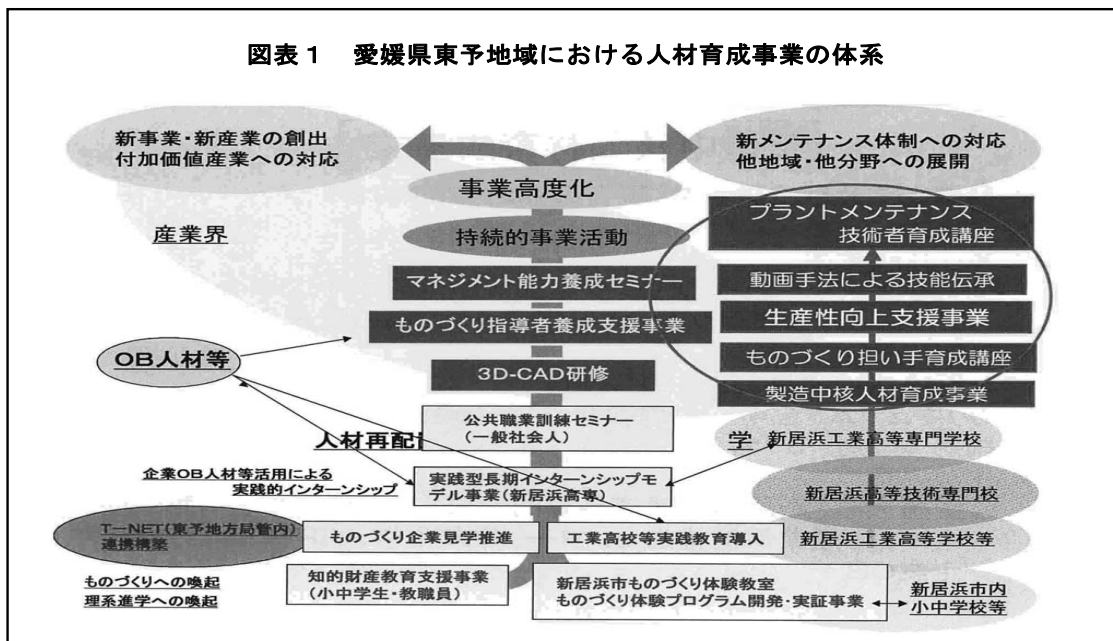 図表1 愛媛県東予地域における人材育成事業の体系
新事業・新産業の創出
付加価値産業への対応
新メンテナンス体制への対応
他地域・他分野への展開
事業高度化
産業界
持続的事業活動
プラントメンテナンス
技術者育成講座
マネジメント能力養成セミナー
動画手法による技能伝承
ものづくり指導者養成支援事業
生産性向上支援事業
OB人材等
3D-CAD研修
ものづくり担い手育成講座
製造中核人材育成事業
公共職業訓練セミナー
(一般社会人)
人材再配
学
新居浜工業高等専門学校
企業OB人材等活用による
実践的インターンシップ
実践型長期インターンシップモ
デル事業(新居浜高専)
新居浜高等技術専門校
T-NET(東予地方局管内)
連携構築
ものづくり企業見学推進
工業高校等実践教育導入
新居浜工業高等学校等
ものづくりへの喚起
理系進学への喚起
知的財産教育支援事業
(小中学生・教職員)
新居浜市ものづくり体験教室
ものづくり体験プログラム開発・実証事業
新居浜市内
小中学校等